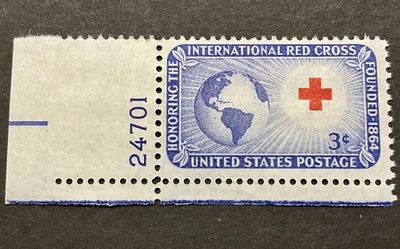 24701
HONORING THE
INTERNATIONAL RED CROSS
FOUNDED-1864
3¢
UNITED STATES POSTAGE